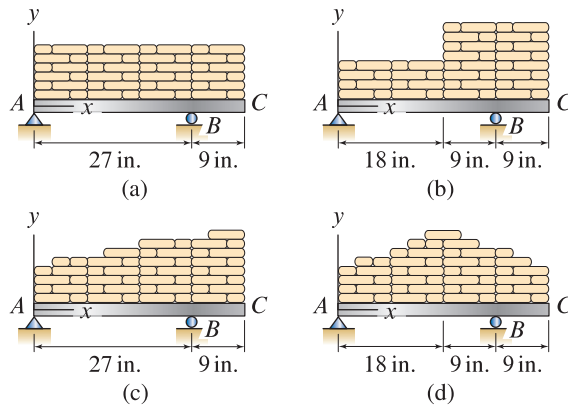 y
A
x
C
B
27 in.
9 in.
(a)
y
A
x
C
B
18 in.
9 in.
9 in.
(b)
y
A
x
C
B
27 in.
9 in.
(c)
y
A
x
C
B
18 in.
9 in.
9 in.
(d)